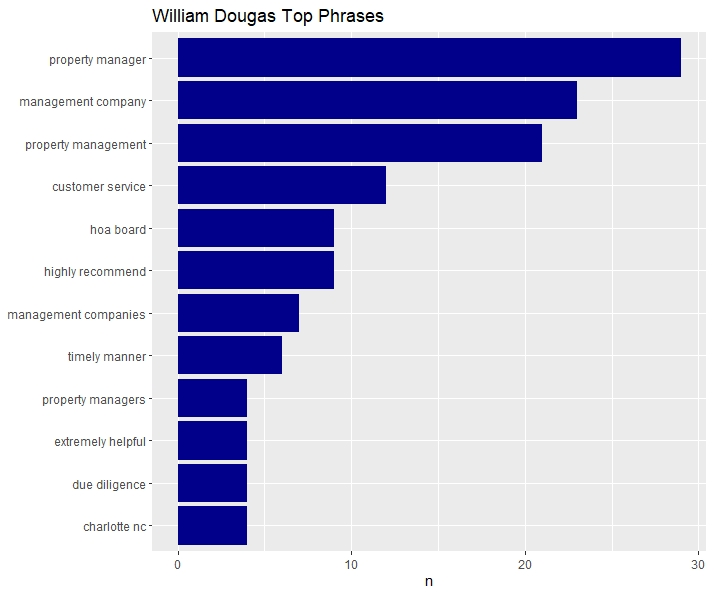 William Dougas Top Phrases
property manager
management company
property management
customer service
hoa board
highly recommend
management companies
timely manner
property managers
extremely helpful
due diligence
charlotte nc
0 10 20 30
n